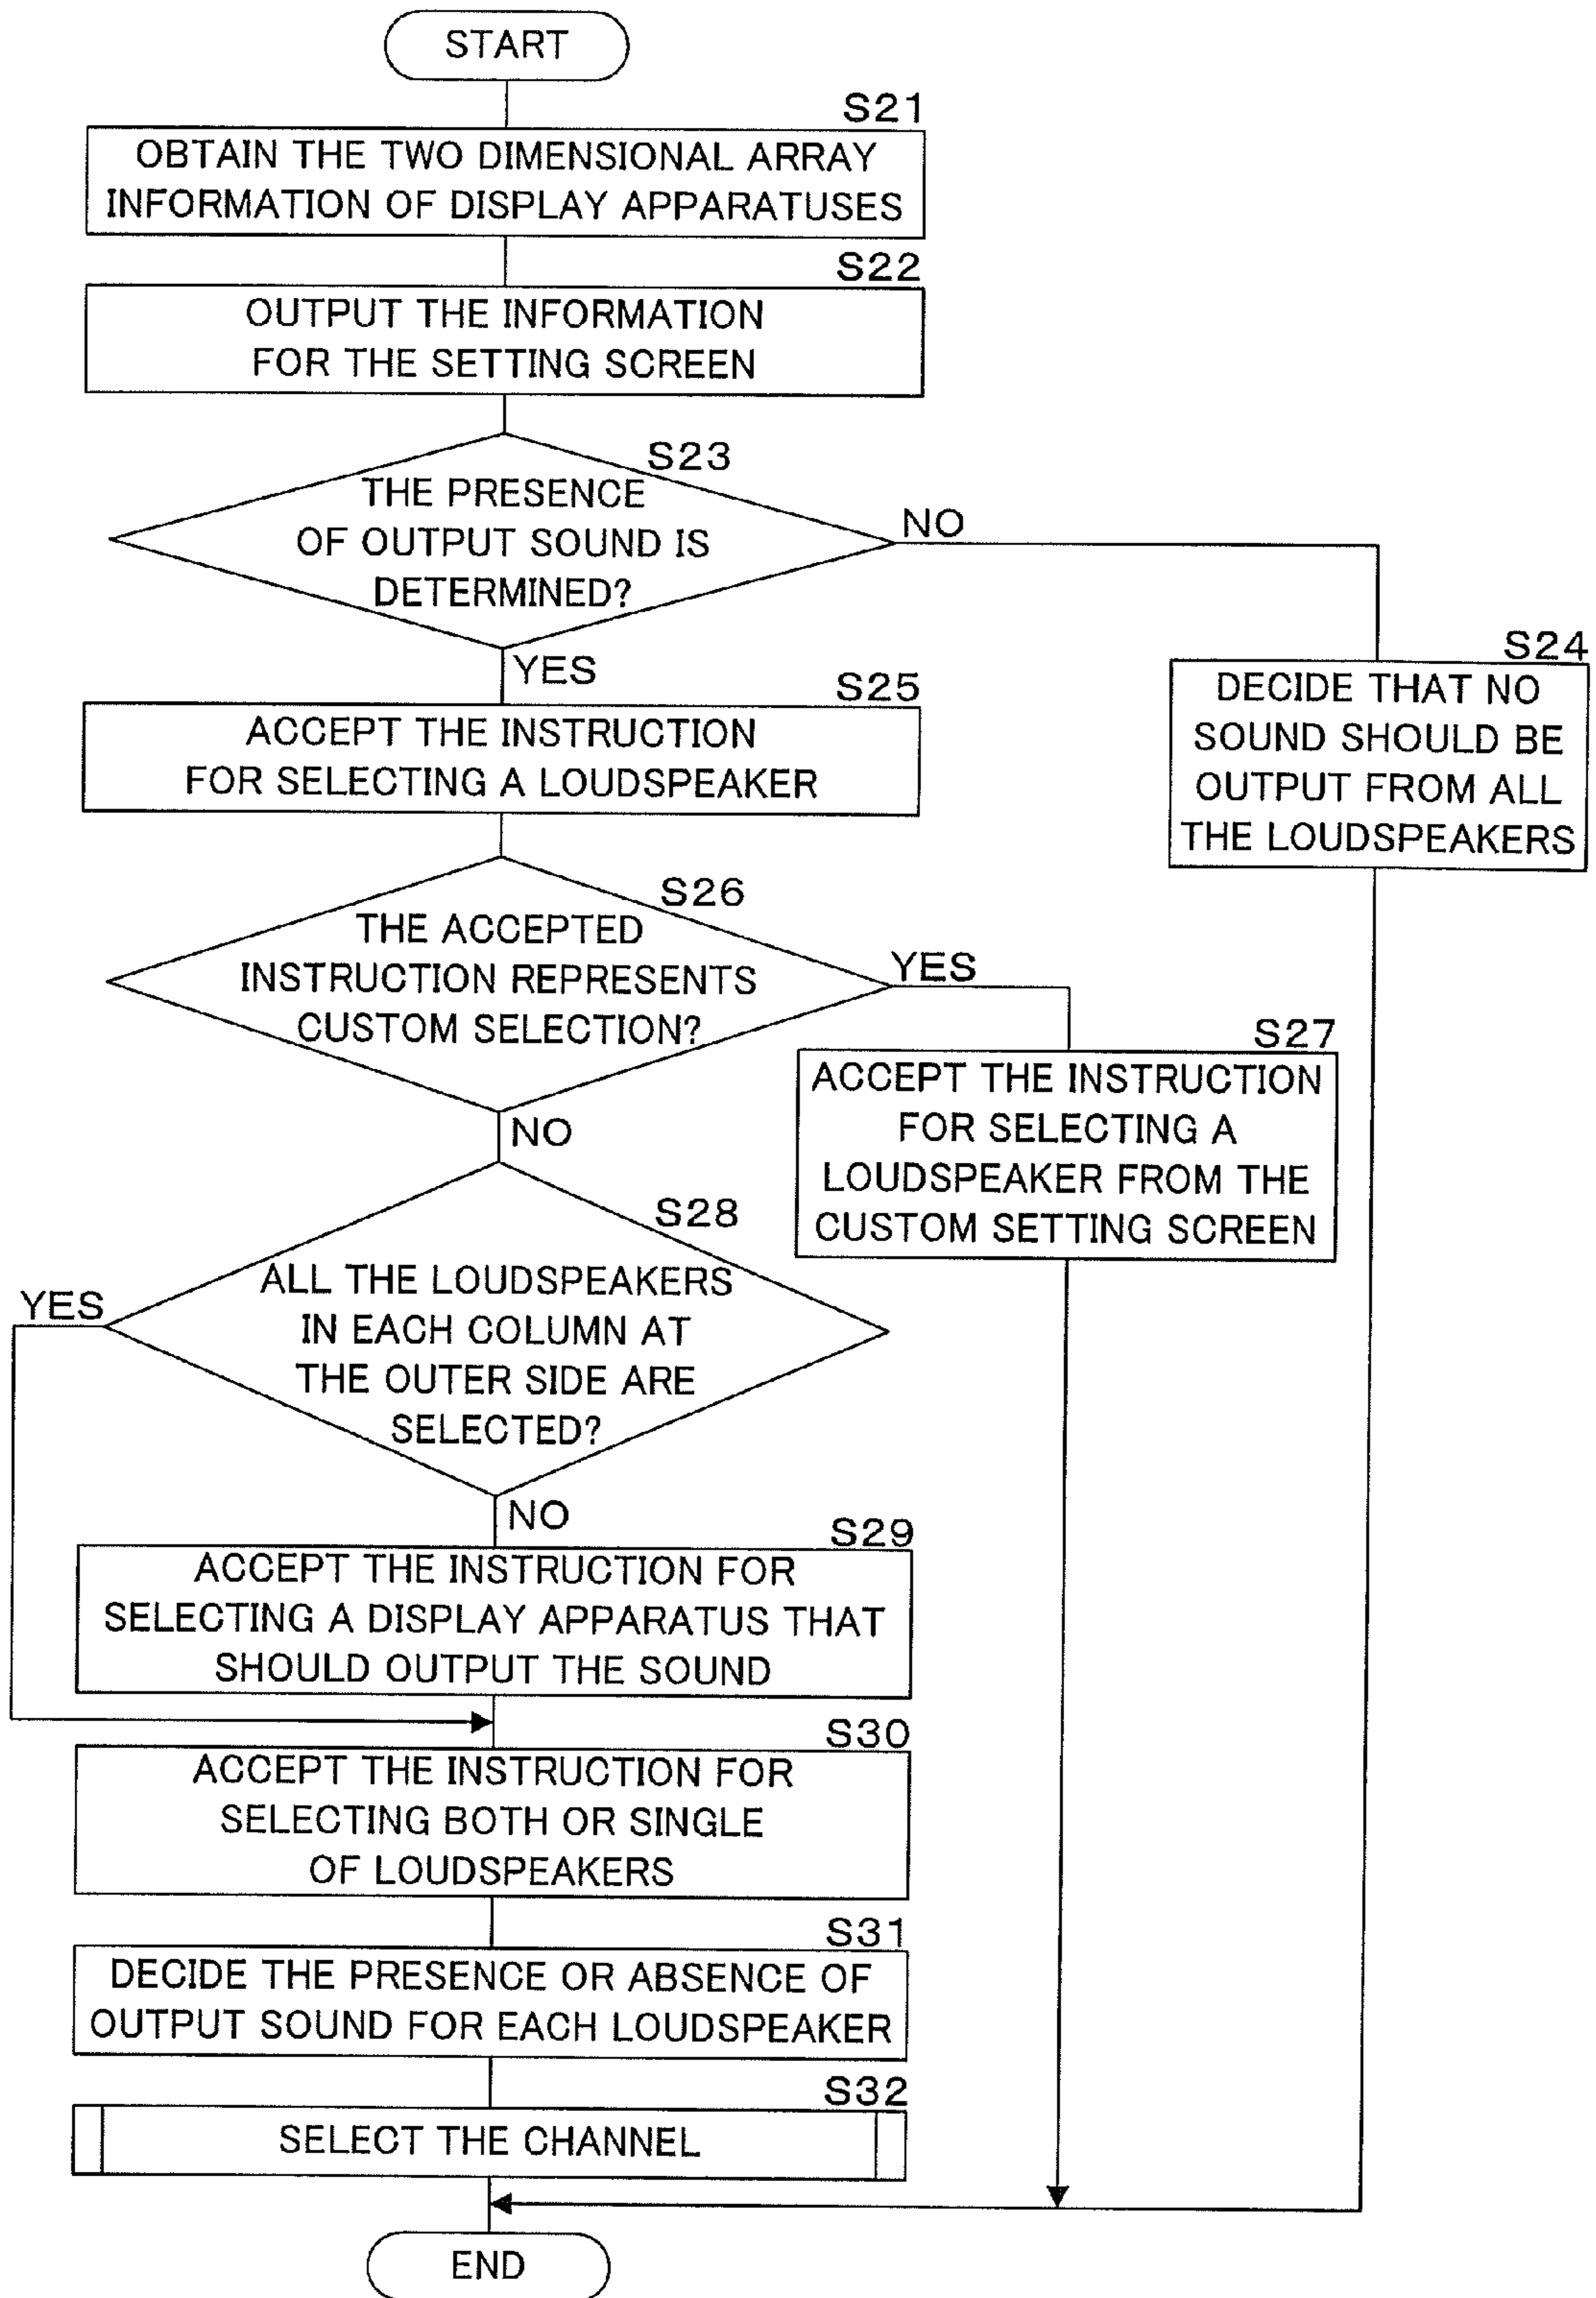 START
S21
OBTAIN THE TWO DIMENSIONAL ARRAY
INFORMATION OF DISPLAY APPARATUSES
S22
OUTPUT THE INFORMATION
FOR THE SETTING SCREEN
S23
THE PRESENCE
OF OUTPUT SOUND IS
DETERMINED?
NO
YES
S24
DECIDE THAT NO
SOUND SHOULD BE
OUTPUT FROM ALL
THE LOUDSPEAKERS
S25
ACCEPT THE INSTRUCTION
FOR SELECTING A LOUDSPEAKER
S26
THE ACCEPTED
INSTRUCTION REPRESENTS
CUSTOM SELECTION?
YES
NO
S27
ACCEPT THE INSTRUCTION
FOR SELECTING A
LOUDSPEAKER FROM THE
CUSTOM SETTING SCREEN
S28
ALL THE LOUDSPEAKERS
IN EACH COLUMN AT
THE OUTER SIDE ARE
SELECTED?
YES
NO
S29
ACCEPT THE INSTRUCTION FOR
SELECTING A DISPLAY APPARATUS THAT
SHOULD OUTPUT THE SOUND
S30
ACCEPT THE INSTRUCTION FOR
SELECTING BOTH OR SINGLE
OF LOUDSPEAKERS
S31
DECIDE THE PRESENCE OR ABSENCE OF
OUTPUT SOUND FOR EACH LOUDSPEAKER
S32
SELECT THE CHANNEL
END